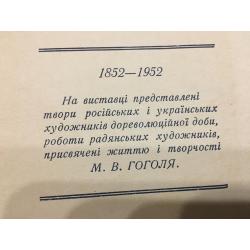 1852—1952
На виставці представлені
твори російських і українських
художників дореволюційної доби,
роботи радянських художників,
присвячені життю і творчості
М. В. ГОГОЛЯ.